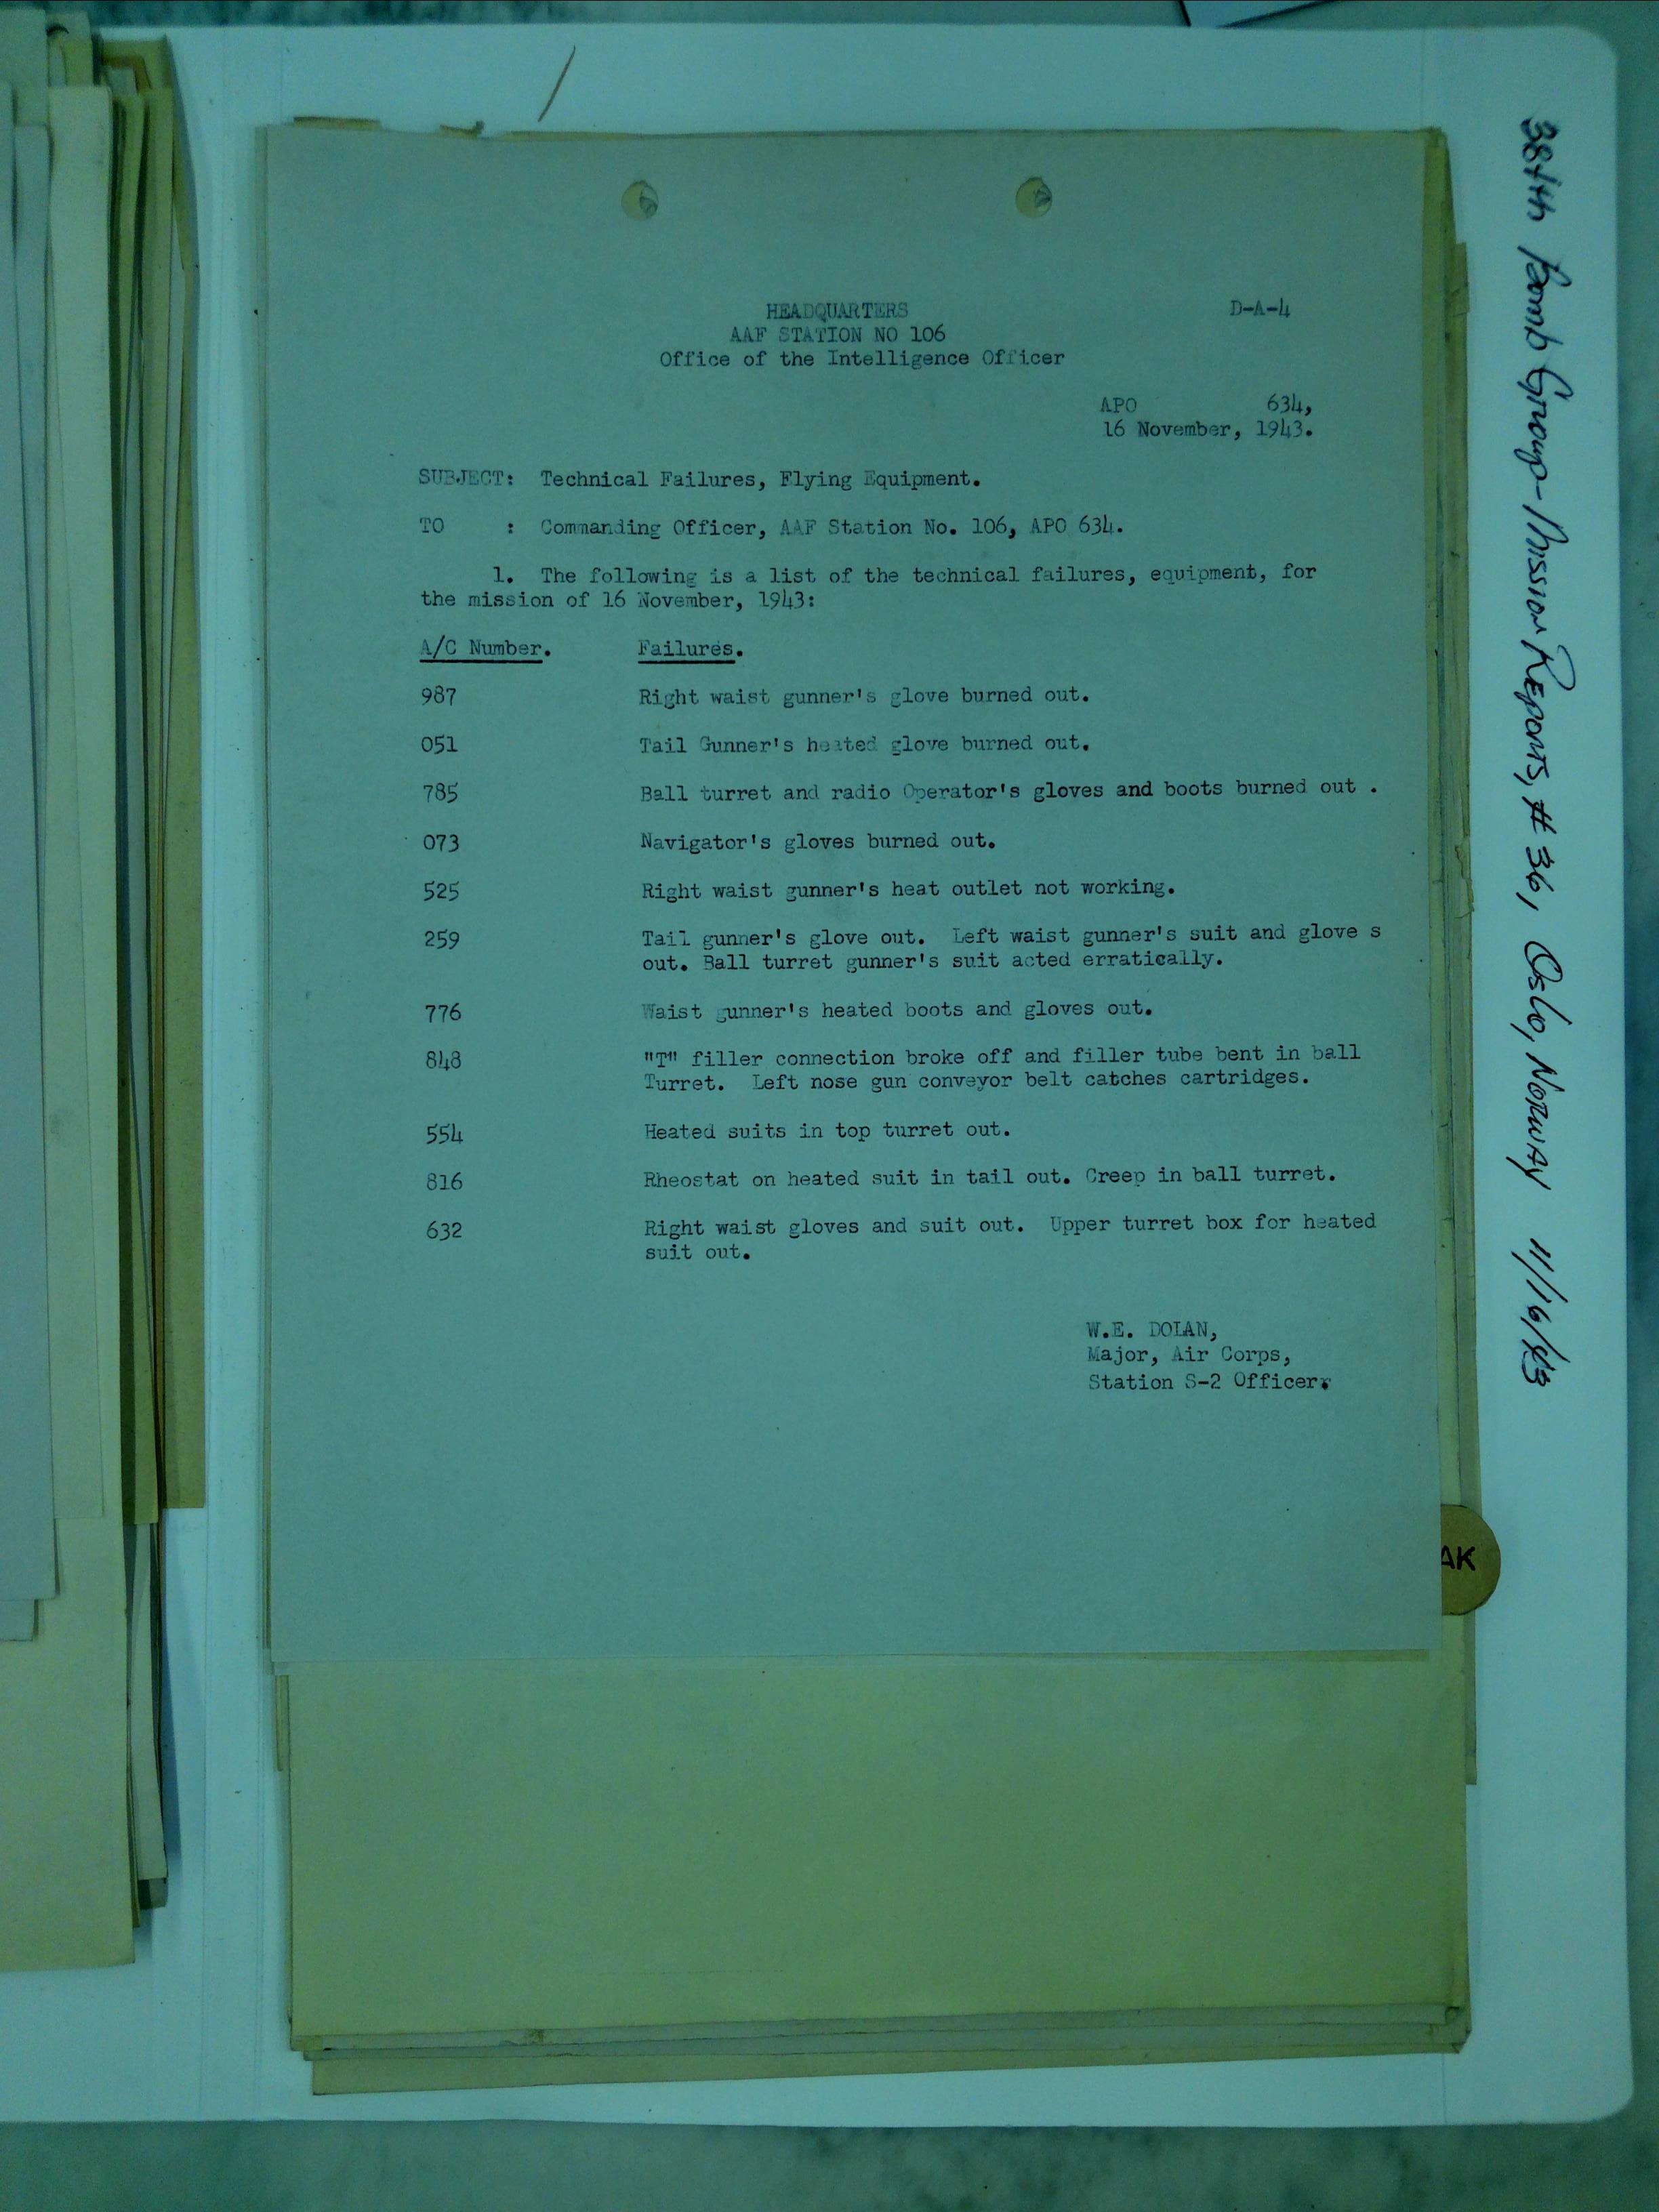 HEADQUARTERS
D-A-4
AAF STATION NO 106
Office of the Intelligence Officer
APO 634,
16 November, 1943.
SUBJECT: Technical Failures, Flying Equipment.
TO : Commanding Officer, AAF Station No. 106, APO 634.
1. The following is a list of the technical failures, equipment, for
the mission of 16 November, 1943:
A/C Number. Failures.
987 Right waist gunner's glove burned out.
051 Tail Gunner's heated glove burned out.
785 Ball turret and radio Operator's gloves and boots burned out .
073 Navigator's gloves burned out.
525 Right waist gunner's heat outlet not working.
259 Tail gunner's glove out. Left waist gunner's suit and glove s
out. Ball turret gunner's suit acted erratically.
776 Waist gunner's heated boots and gloves out.
848 "T" filler connection broke off and filler tube bent in ball
Turret. Left nose gun conveyor belt catches cartridges.
554 Heated suits in top turret out.
816 Rheostat on heated suit in tail out. Creep in ball turret.
632 Right waist gloves and suit out. Upper turret box for heated
suit out.
W.E. DOLAN,
Major, Air Corps,
Station S-2 Officer.
AK
384th Bomb Group - Mission Reports, # 36, Oslo, Norway 11/16/43